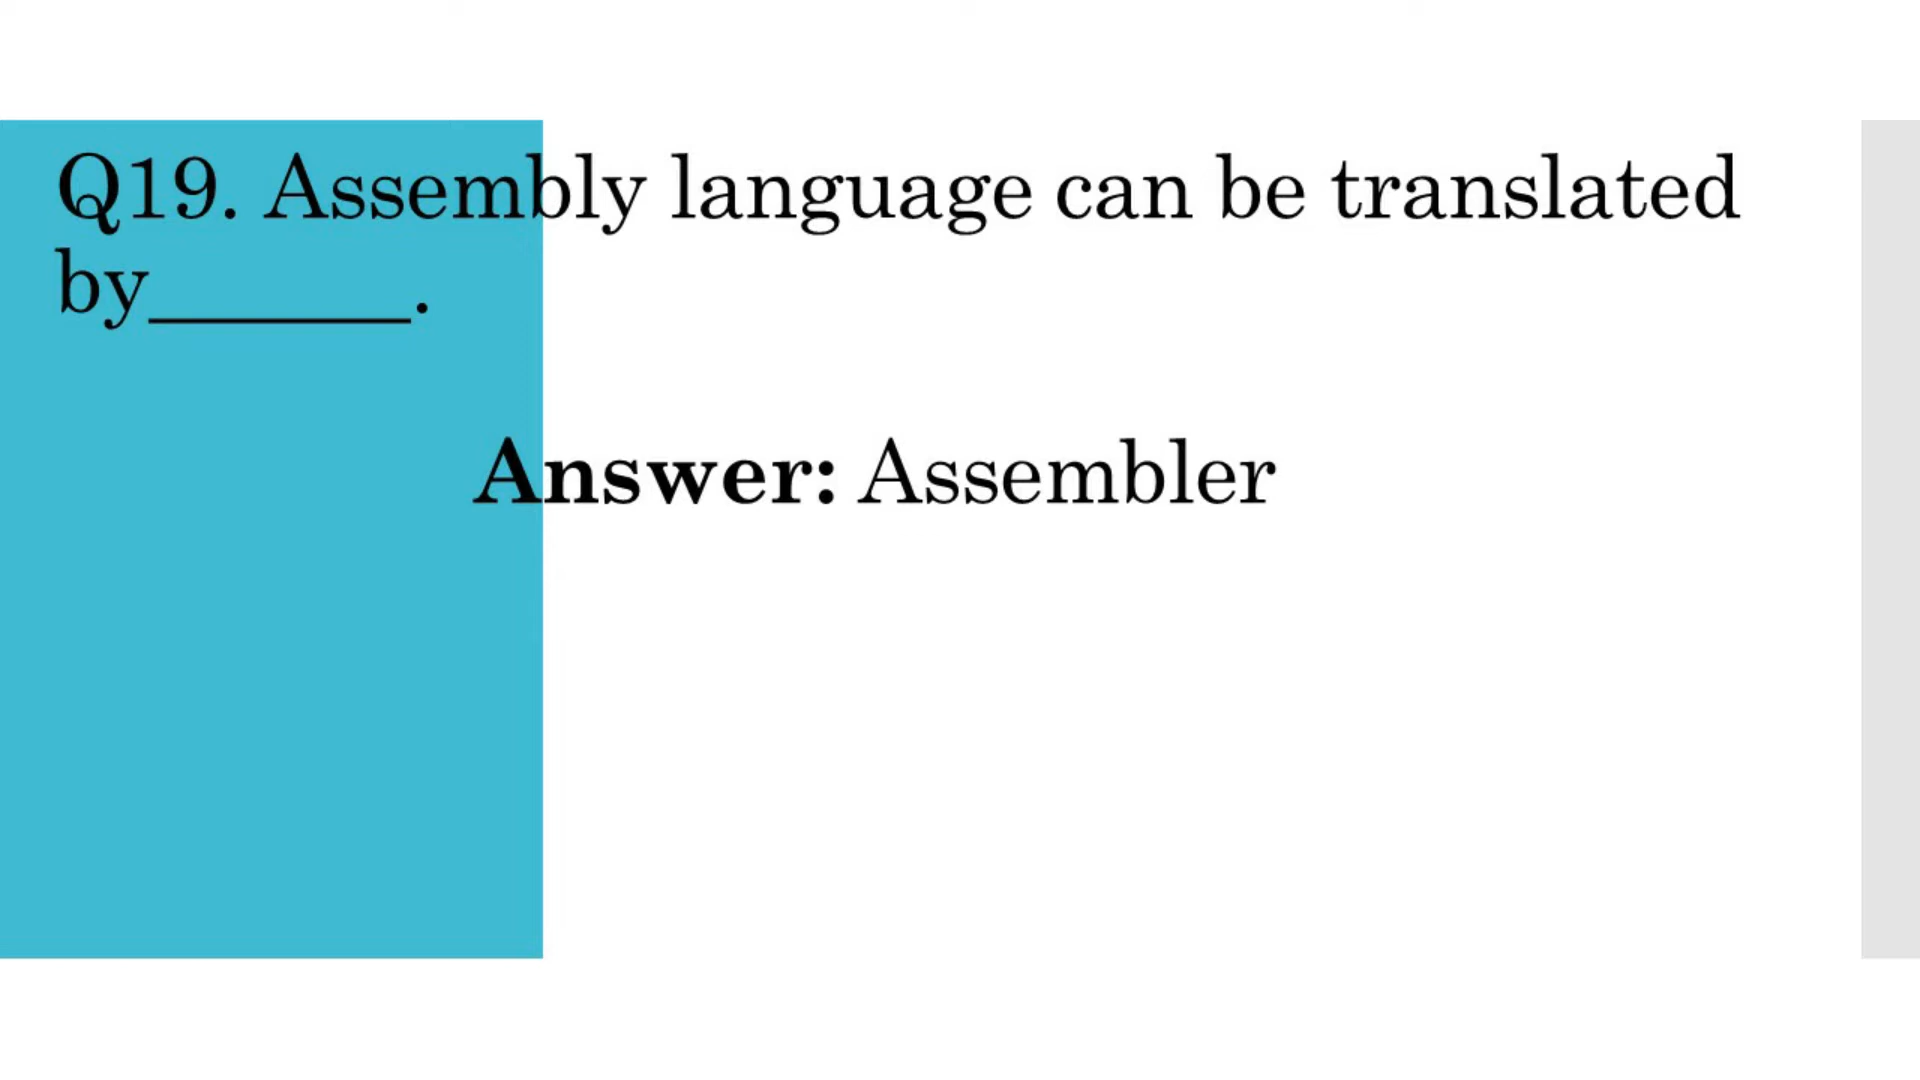 Q19. Assembly language can be translated
by______.
Answer: Assembler